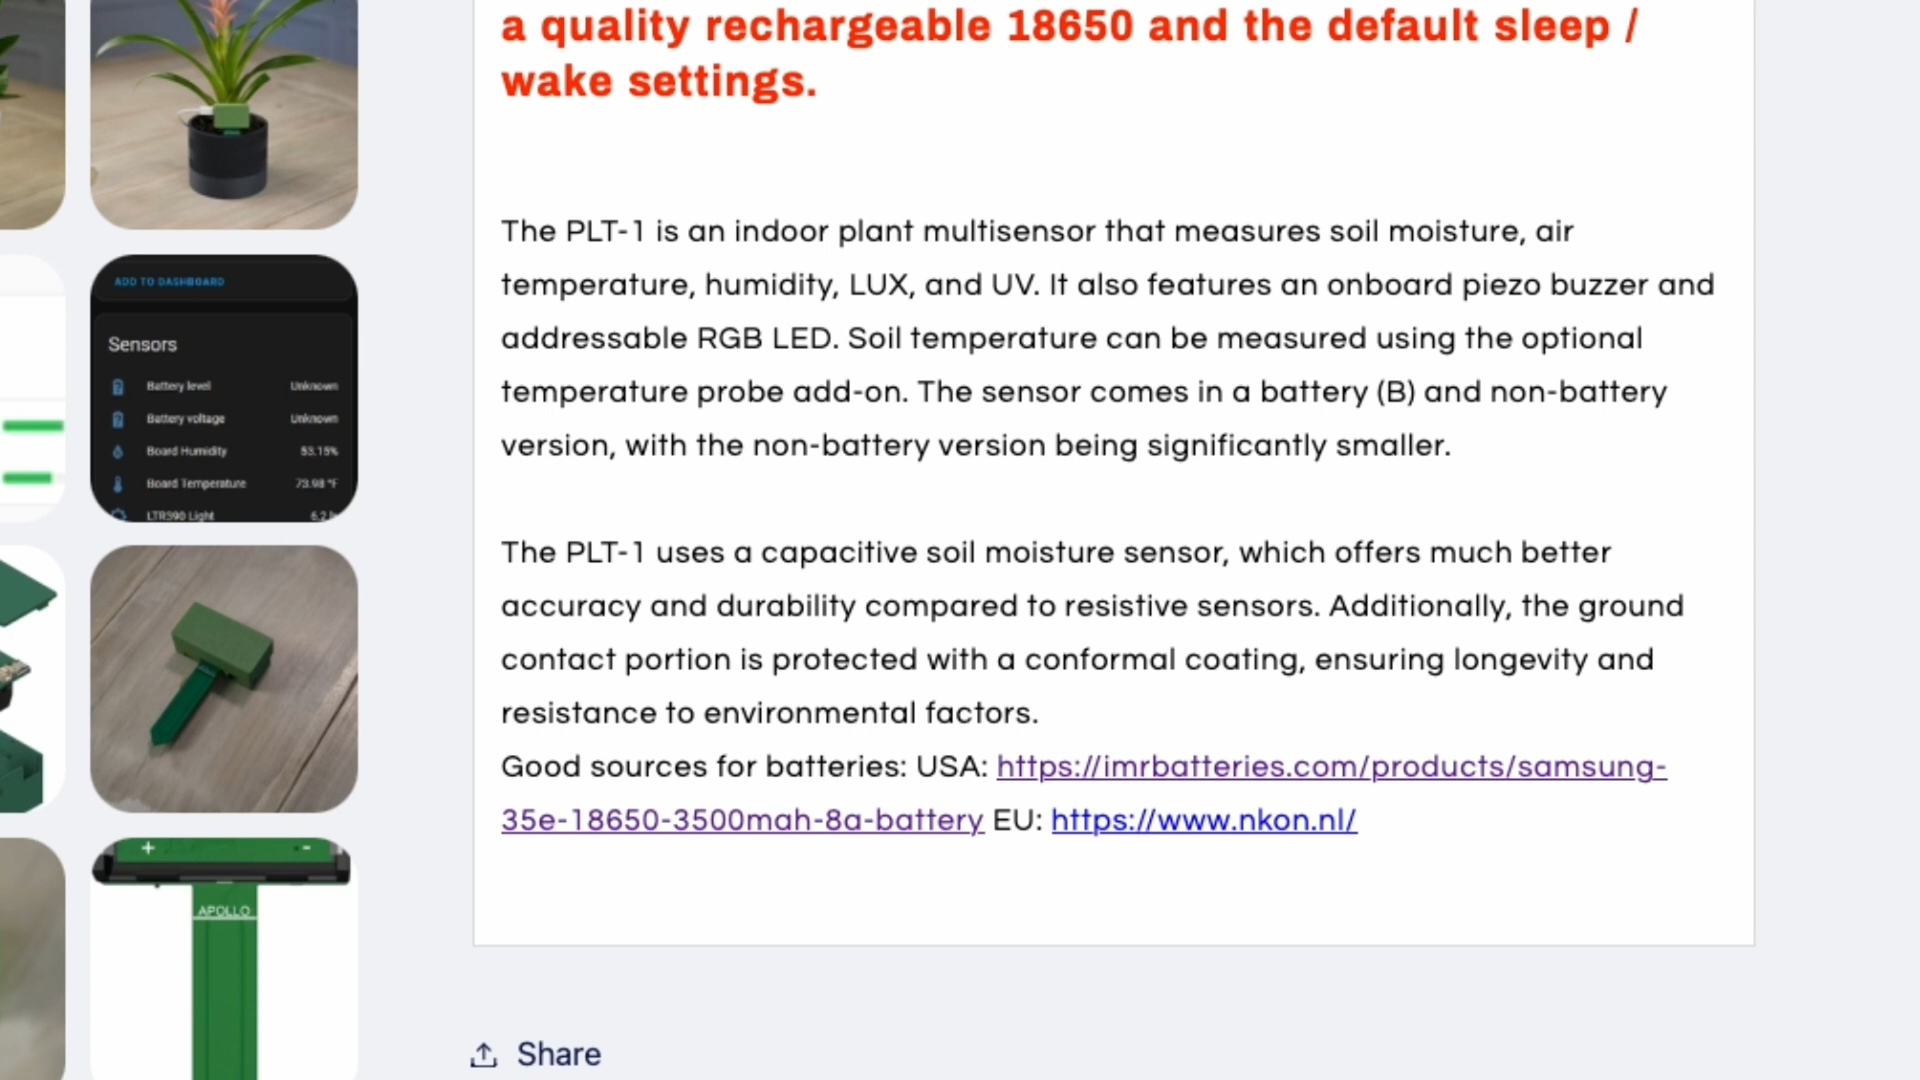 a quality rechargeable 18650 and the default sleep /
wake settings.
The PLT-1 is an indoor plant multisensor that measures soil moisture, air
temperature, humidity, LUX, and UV. It also features an onboard piezo buzzer and
addressable RGB LED. Soil temperature can be measured using the optional
temperature probe add-on. The sensor comes in a battery (B) and non-battery
version, with the non-battery version being significantly smaller.
The PLT-1 uses a capacitive soil moisture sensor, which offers much better
accuracy and durability compared to resistive sensors. Additionally, the ground
contact portion is protected with a conformal coating, ensuring longevity and
resistance to environmental factors.
Good sources for batteries: USA: https://imrbatteries.com/products/samsung-
35e-18650-3500mah-8a-battery EU: https://www.nkon.nl/
Share
ADD TO DASHBOARD
Sensors
Battery level Unknown
Battery voltage Unknown
Board Humidity 53.15%
Board Temperature 73.98 °F
LTR390 Light 6.2
+ -
APOLLO